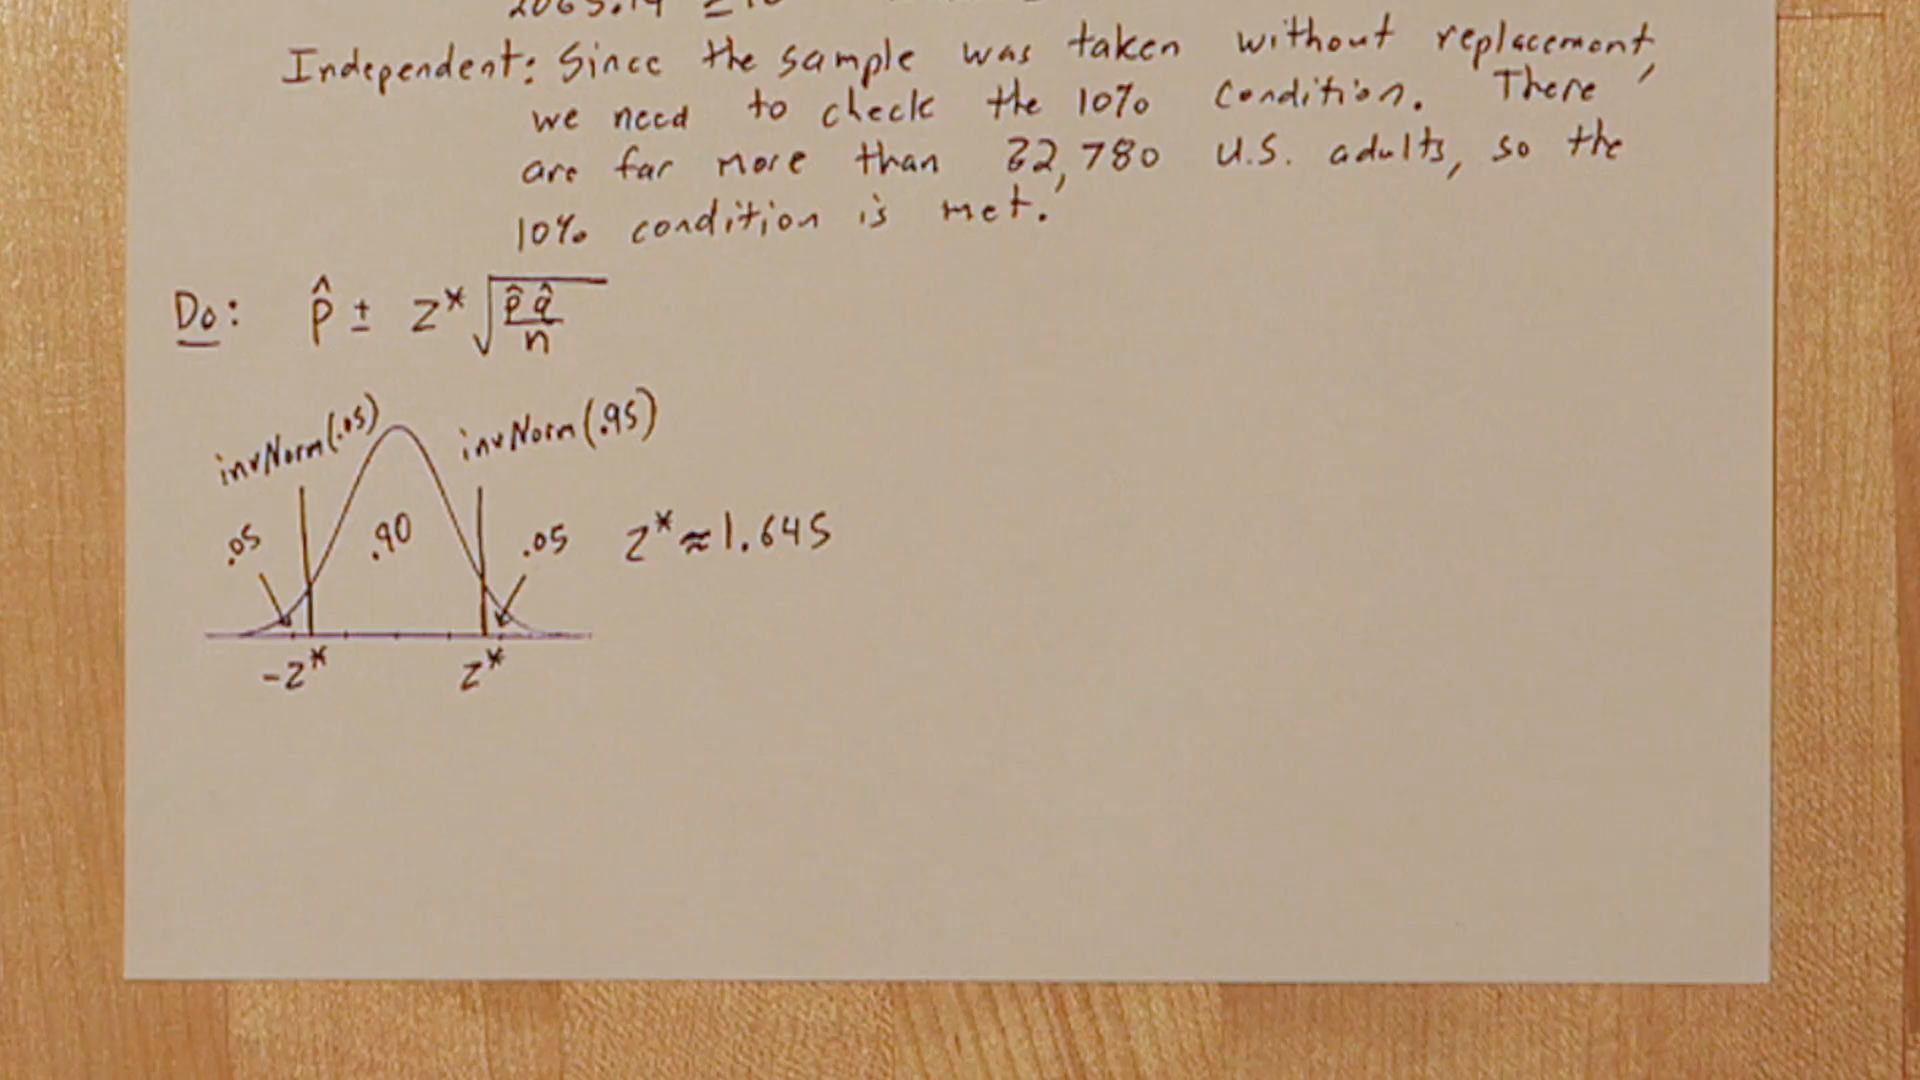 Independent: Since the sample was taken without replacement,
we need to check the 10% condition. There
are far more than 22,780 U.S. adults, so the
10% condition is met.
Do: p̂ ± z* √(p̂ q̂ / n)
invNorm(.05) invNorm(.95)
.05 .90 .05 z* ≈ 1.645
-z* z*